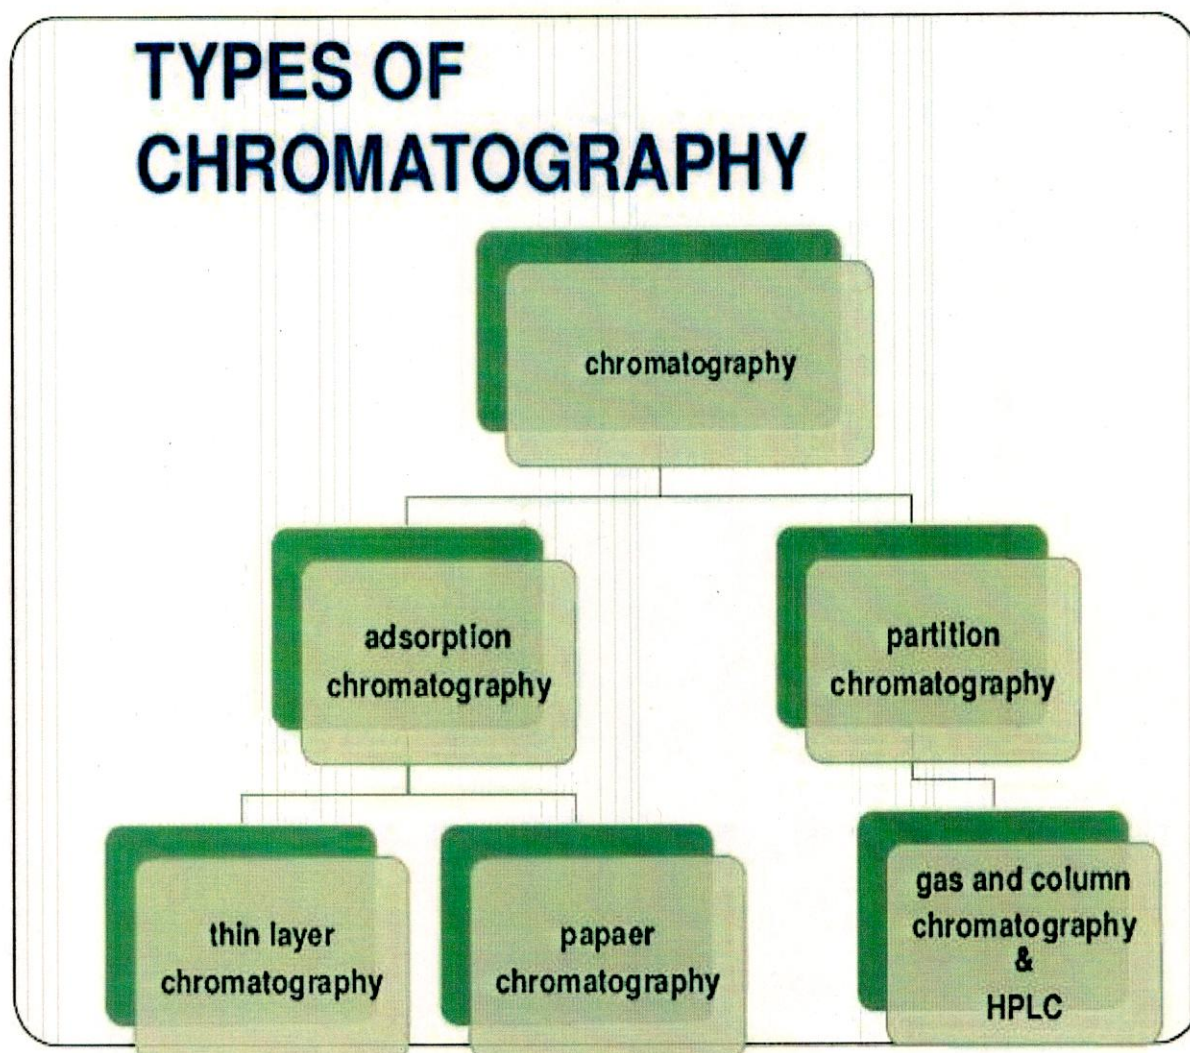 TYPES OF
CHROMATOGRAPHY
chromatography
adsorption
chromatography
partition
chromatography
thin layer
chromatography
papaer
chromatography
gas and column
chromatography
&
HPLC